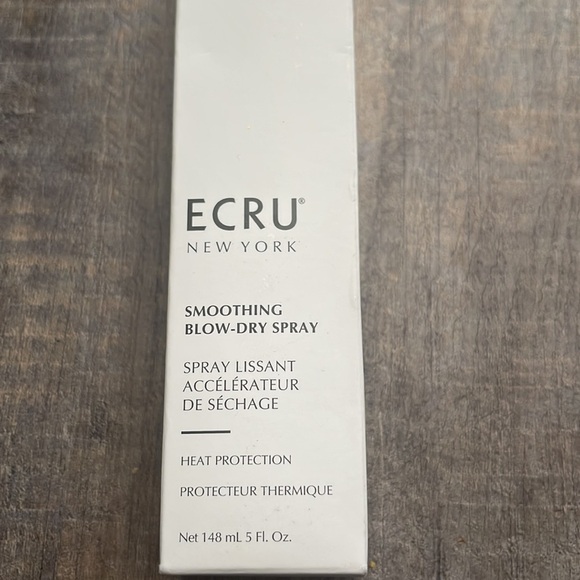 ECRU®
NEW YORK
SMOOTHING
BLOW-DRY SPRAY
SPRAY LISSANT
ACCÉLÉRATEUR
DE SÉCHAGE
HEAT PROTECTION
PROTECTEUR THERMIQUE
Net 148 mL 5 Fl. Oz.